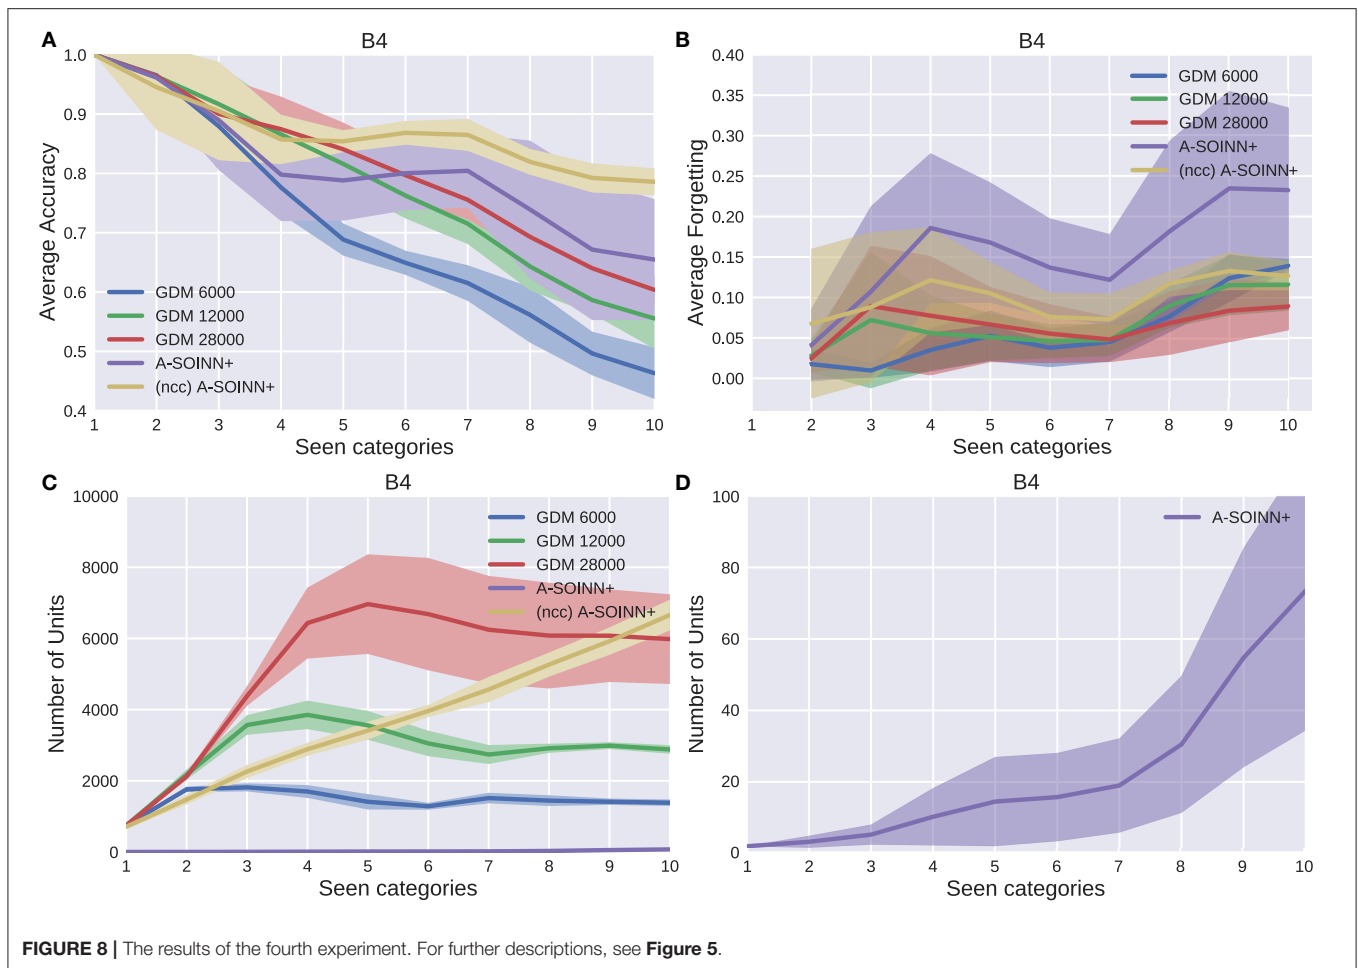 A
B4
1.0
0.9
0.8
0.7
0.6
0.5
0.4
Average Accuracy
GDM 6000
GDM 12000
GDM 28000
A-SOINN+
(ncc) A-SOINN+
1 2 3 4 5 6 7 8 9 10
Seen categories
B
B4
0.40
0.35
0.30
0.25
0.20
0.15
0.10
0.05
0.00
Average Forgetting
GDM 6000
GDM 12000
GDM 28000
A-SOINN+
(ncc) A-SOINN+
1 2 3 4 5 6 7 8 9 10
Seen categories
C
B4
10000
8000
6000
4000
2000
0
Number of Units
GDM 6000
GDM 12000
GDM 28000
A-SOINN+
(ncc) A-SOINN+
1 2 3 4 5 6 7 8 9 10
Seen categories
D
B4
100
80
60
40
20
0
Number of Units
A-SOINN+
1 2 3 4 5 6 7 8 9 10
Seen categories
FIGURE 8 | The results of the fourth experiment. For further descriptions, see Figure 5.